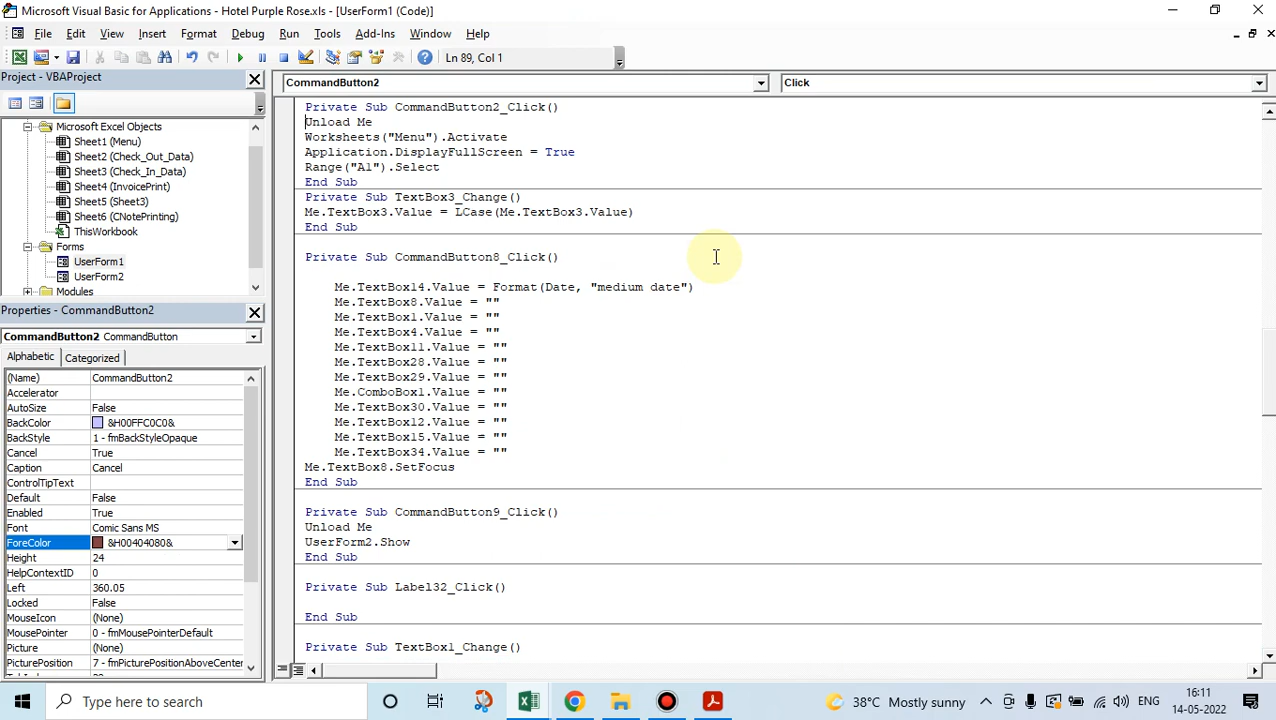 Microsoft Visual Basic for Applications - Hotel Purple Rose.xls - [UserForm1 (Code)]
File Edit View Insert Format Debug Run Tools Add-Ins Window Help
Ln 89, Col 1
Project - VBAProject
Microsoft Excel Objects
Sheet1 (Menu)
Sheet2 (Check_Out_Data)
Sheet3 (Check_In_Data)
Sheet4 (InvoicePrint)
Sheet5 (Sheet3)
Sheet6 (CNotePrinting)
ThisWorkbook
Forms
UserForm1
UserForm2
Modules
Properties - CommandButton2
CommandButton2 CommandButton
Alphabetic Categorized
(Name) CommandButton2
Accelerator
AutoSize False
BackColor &H00FFC0C0&
BackStyle 1 - fmBackStyleOpaque
Cancel True
Caption Cancel
ControlTipText
Default False
Enabled True
Font Comic Sans MS
ForeColor &H00404080&
Height 24
HelpContextID 0
Left 360.05
Locked False
MouseIcon (None)
MousePointer 0 - fmMousePointerDefault
Picture (None)
PicturePosition 7 - fmPicturePositionAboveCenter
CommandButton2 Click
Private Sub CommandButton2_Click()
Unload Me
Worksheets("Menu").Activate
Application.DisplayFullScreen = True
Range("A1").Select
End Sub
Private Sub TextBox3_Change()
Me.TextBox3.Value = LCase(Me.TextBox3.Value)
End Sub
Private Sub CommandButton8_Click()
Me.TextBox14.Value = Format(Date, "medium date")
Me.TextBox8.Value = ""
Me.TextBox1.Value = ""
Me.TextBox4.Value = ""
Me.TextBox11.Value = ""
Me.TextBox28.Value = ""
Me.TextBox29.Value = ""
Me.ComboBox1.Value = ""
Me.TextBox30.Value = ""
Me.TextBox12.Value = ""
Me.TextBox15.Value = ""
Me.TextBox34.Value = ""
Me.TextBox8.SetFocus
End Sub
Private Sub CommandButton9_Click()
Unload Me
UserForm2.Show
End Sub
Private Sub Label32_Click()
End Sub
Private Sub TextBox1_Change()
Type here to search
38°C Mostly sunny
ENG
16:11
14-05-2022